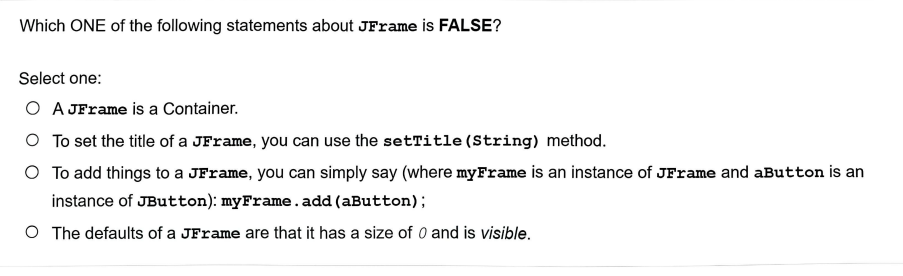 Which ONE of the following statements about JFrame is FALSE?
Select one:
A JFrame is a Container.
To set the title of a JFrame, you can use the setTitle(String) method.
To add things to a JFrame, you can simply say (where myFrame is an instance of JFrame and aButton is an
instance of JButton): myFrame.add(aButton);
The defaults of a JFrame are that it has a size of 0 and is visible.